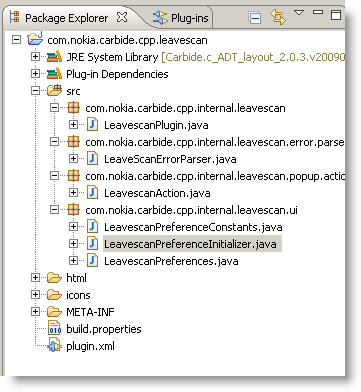 Package Explorer Plug-ins
com.nokia.carbide.cpp.leavescan
JRE System Library [Carbide.c_ADT_layout_2.0.3.v20090
Plug-in Dependencies
src
com.nokia.carbide.cpp.internal.leavescan
LeavescanPlugin.java
com.nokia.carbide.cpp.internal.leavescan.error.parse
LeaveScanErrorParser.java
com.nokia.carbide.cpp.internal.leavescan.popup.actio
LeavescanAction.java
com.nokia.carbide.cpp.internal.leavescan.ui
LeavescanPreferenceConstants.java
LeavescanPreferenceInitializer.java
LeavescanPreferences.java
html
icons
META-INF
build.properties
plugin.xml